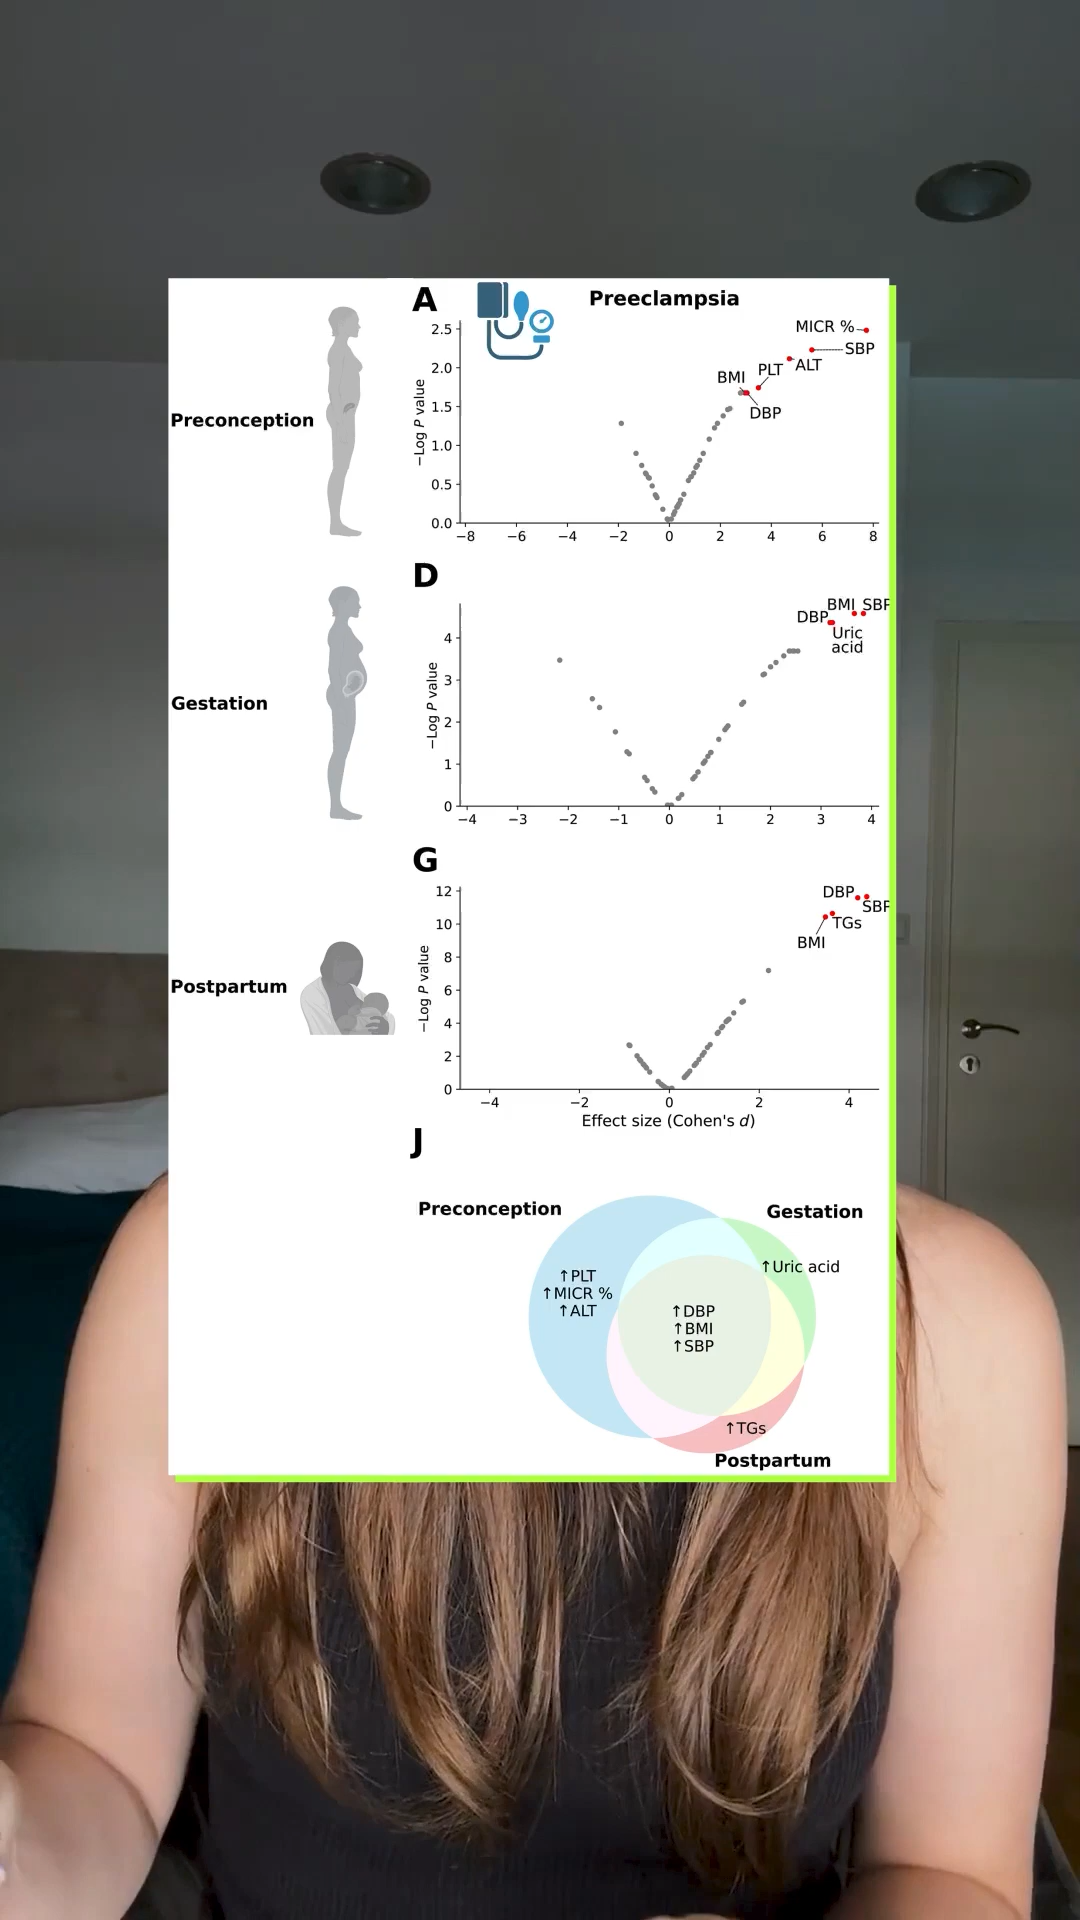 A
Preeclampsia
2.5
2.0
1.5
1.0
0.5
0.0
−Log P value
MICR %
SBP
ALT
PLT
BMI
DBP
−8 −6 −4 −2 0 2 4 6 8
Preconception
D
4
3
2
1
0
−Log P value
BMI SBP
DBP
Uric
acid
−4 −3 −2 −1 0 1 2 3 4
Gestation
G
12
10
8
6
4
2
0
−Log P value
DBP
SBP
TGs
BMI
−4 −2 0 2 4
Effect size (Cohen's d)
Postpartum
J
Preconception
Gestation
↑Uric acid
↑PLT
↑MICR %
↑ALT
↑DBP
↑BMI
↑SBP
↑TGs
Postpartum